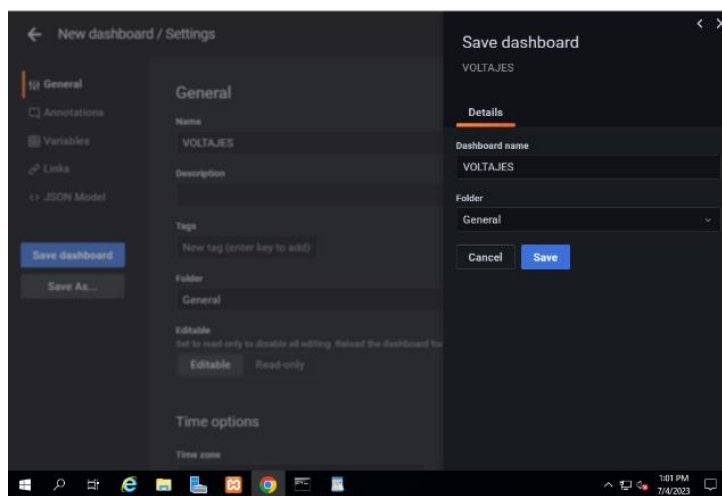 New dashboard / Settings
General
Annotations
Variables
Links
JSON Model
Save dashboard
Save As...
General
Name
VOLTAJES
Description
Tags
New tag (enter key to add)
Folder
General
Editable
Set to read-only to disable all editing. Reload the dashboard for
Editable Read-only
Time options
Time zone
Save dashboard
VOLTAJES
Details
Dashboard name
VOLTAJES
Folder
General
Cancel Save
1:01 PM
7/4/2023